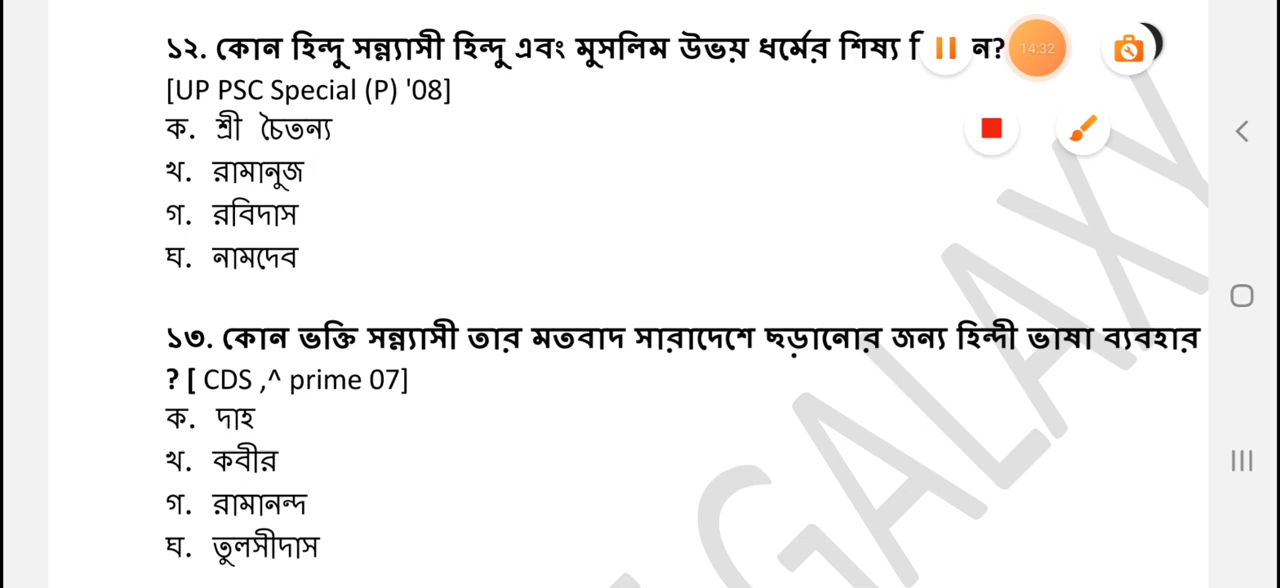 ১২. কোন হিন্দু সন্ন্যাসী হিন্দু এবং মুসলিম উভয় ধর্মের শিষ্য ন?
14:32
[UP PSC Special (P) '08]
ক. শ্রী চৈতন্য
খ. রামানুজ
গ. রবিদাস
ঘ. নামদেব
১৩. কোন ভক্তি সন্ন্যাসী তার মতবাদ সারাদেশে ছড়ানোর জন্য হিন্দী ভাষা ব্যবহার
? [ CDS ,^ prime 07]
ক. দাহ
খ. কবীর
গ. রামানন্দ
ঘ. তুলসীদাস
GALAXY